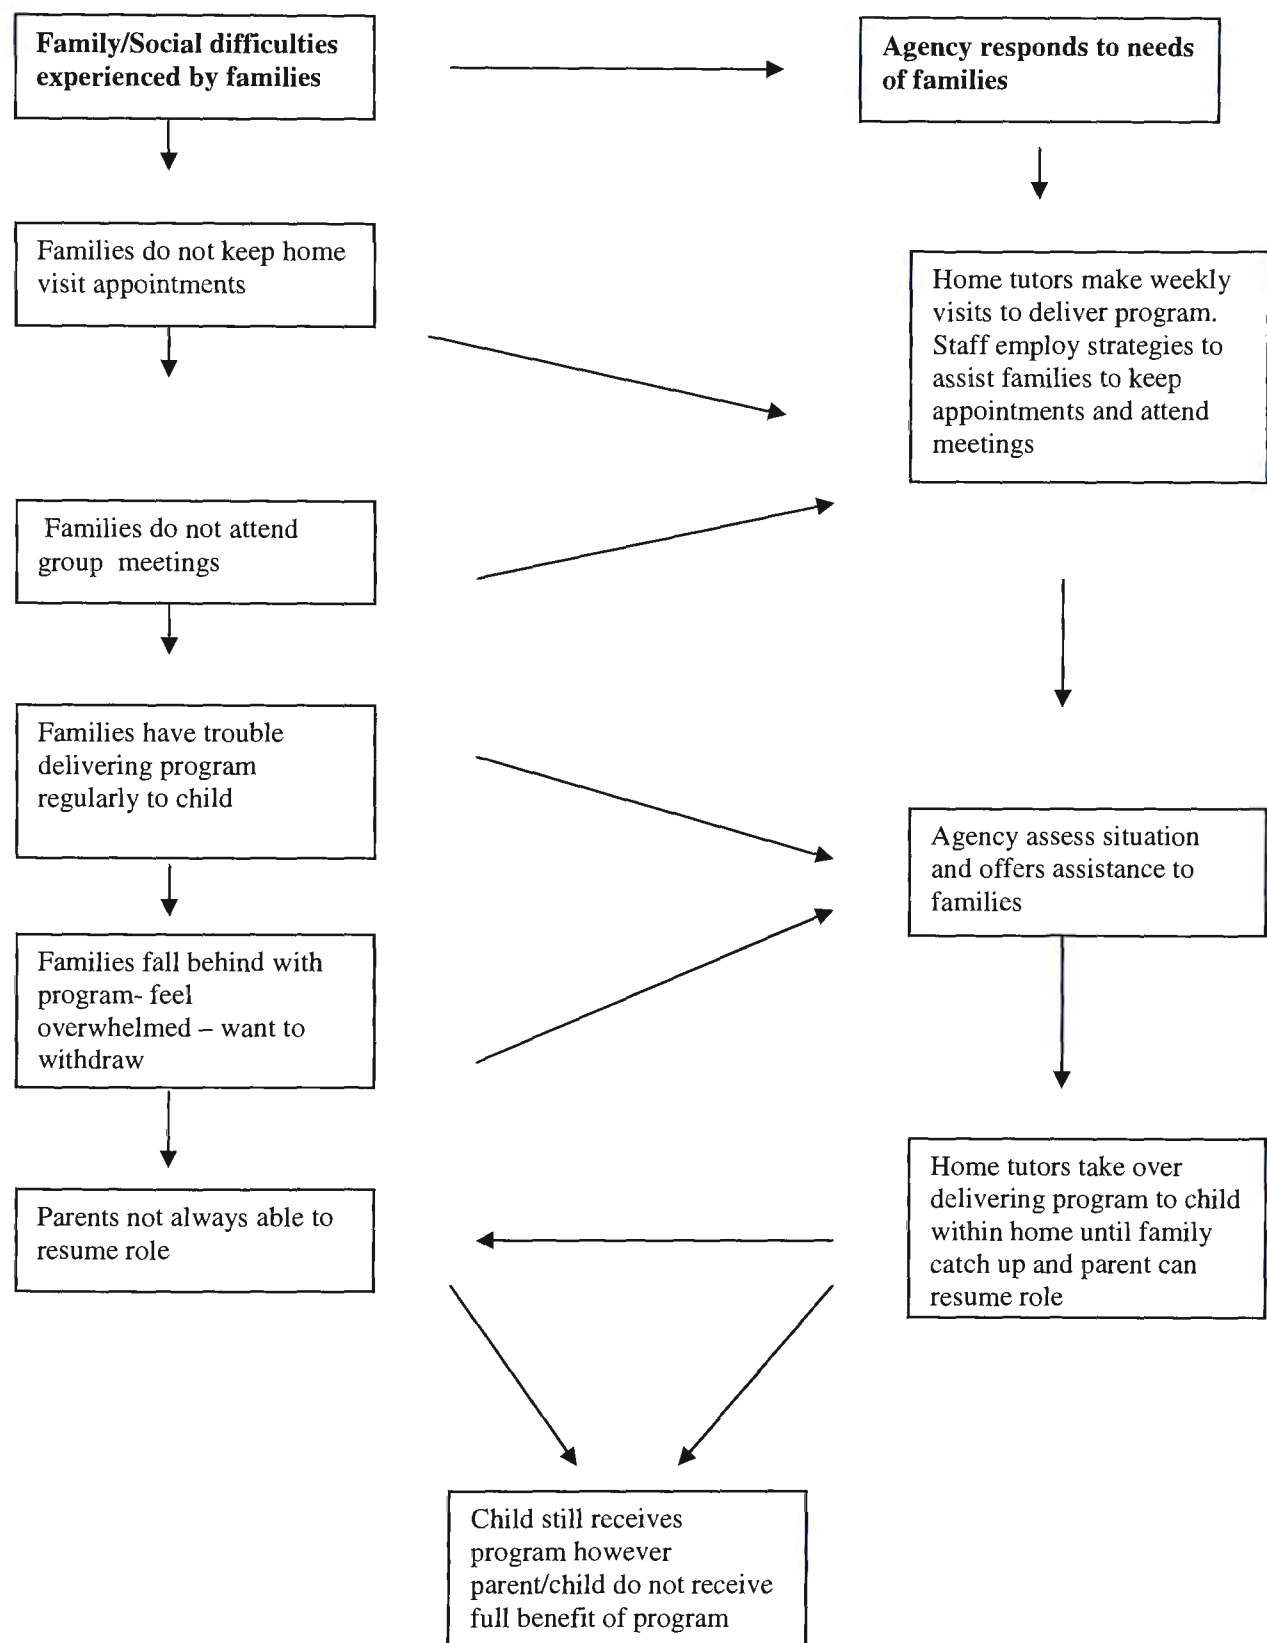 Family/Social difficulties
experienced by families
Agency responds to needs
of families
Families do not keep home
visit appointments
Home tutors make weekly
visits to deliver program.
Staff employ strategies to
assist families to keep
appointments and attend
meetings
Families do not attend
group meetings
Families have trouble
delivering program
regularly to child
Agency assess situation
and offers assistance to
families
Families fall behind with
program- feel
overwhelmed – want to
withdraw
Home tutors take over
delivering program to child
within home until family
catch up and parent can
resume role
Parents not always able to
resume role
Child still receives
program however
parent/child do not receive
full benefit of program